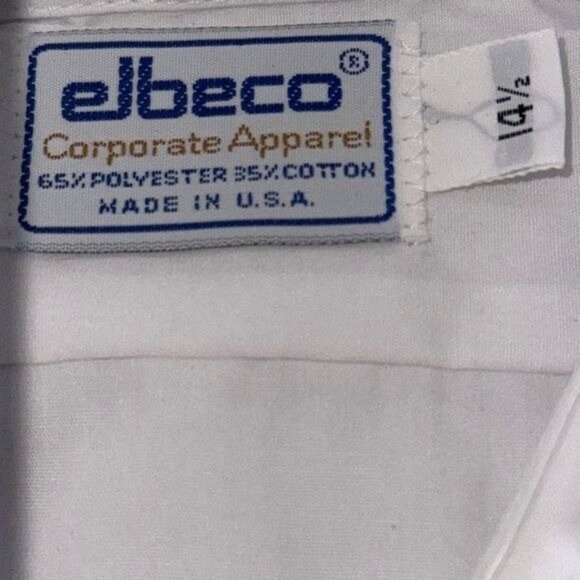 elbeco®
Corporate Apparel
65% POLYESTER 35% COTTON
MADE IN U.S.A.
14½